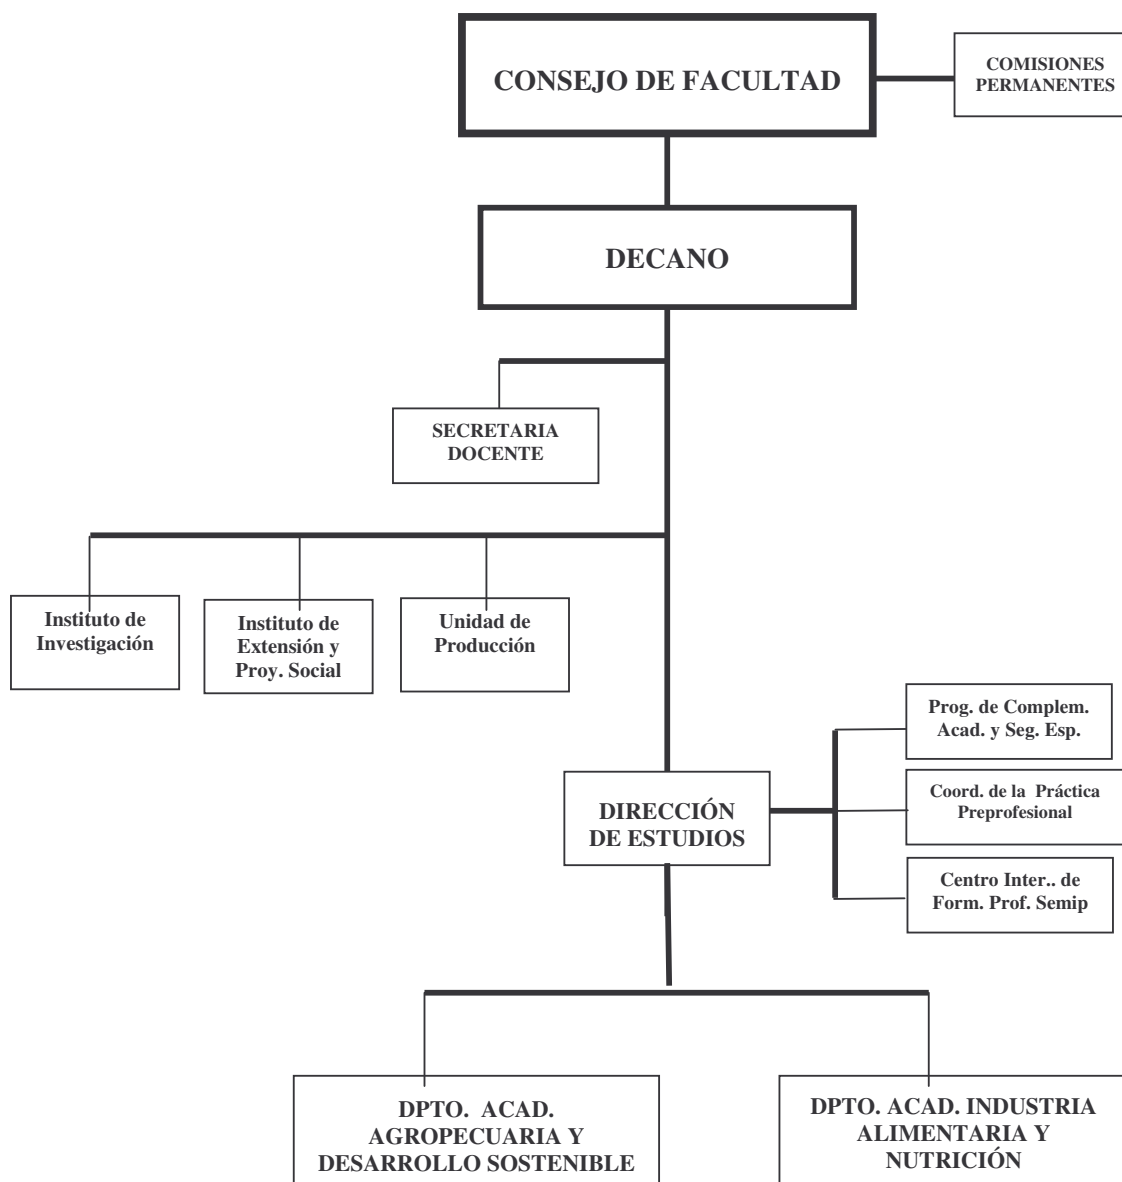 CONSEJO DE FACULTAD
COMISIONES
PERMANENTES
DECANO
SECRETARIA
DOCENTE
Instituto de
Investigación
Instituto de
Extensión y
Proy. Social
Unidad de
Producción
Prog. de Complem.
Acad. y Seg. Esp.
Coord. de la Práctica
Preprofesional
Centro Inter.. de
Form. Prof. Semip
DIRECCIÓN
DE ESTUDIOS
DPTO. ACAD.
AGROPECUARIA Y
DESARROLLO SOSTENIBLE
DPTO. ACAD. INDUSTRIA
ALIMENTARIA Y
NUTRICIÓN